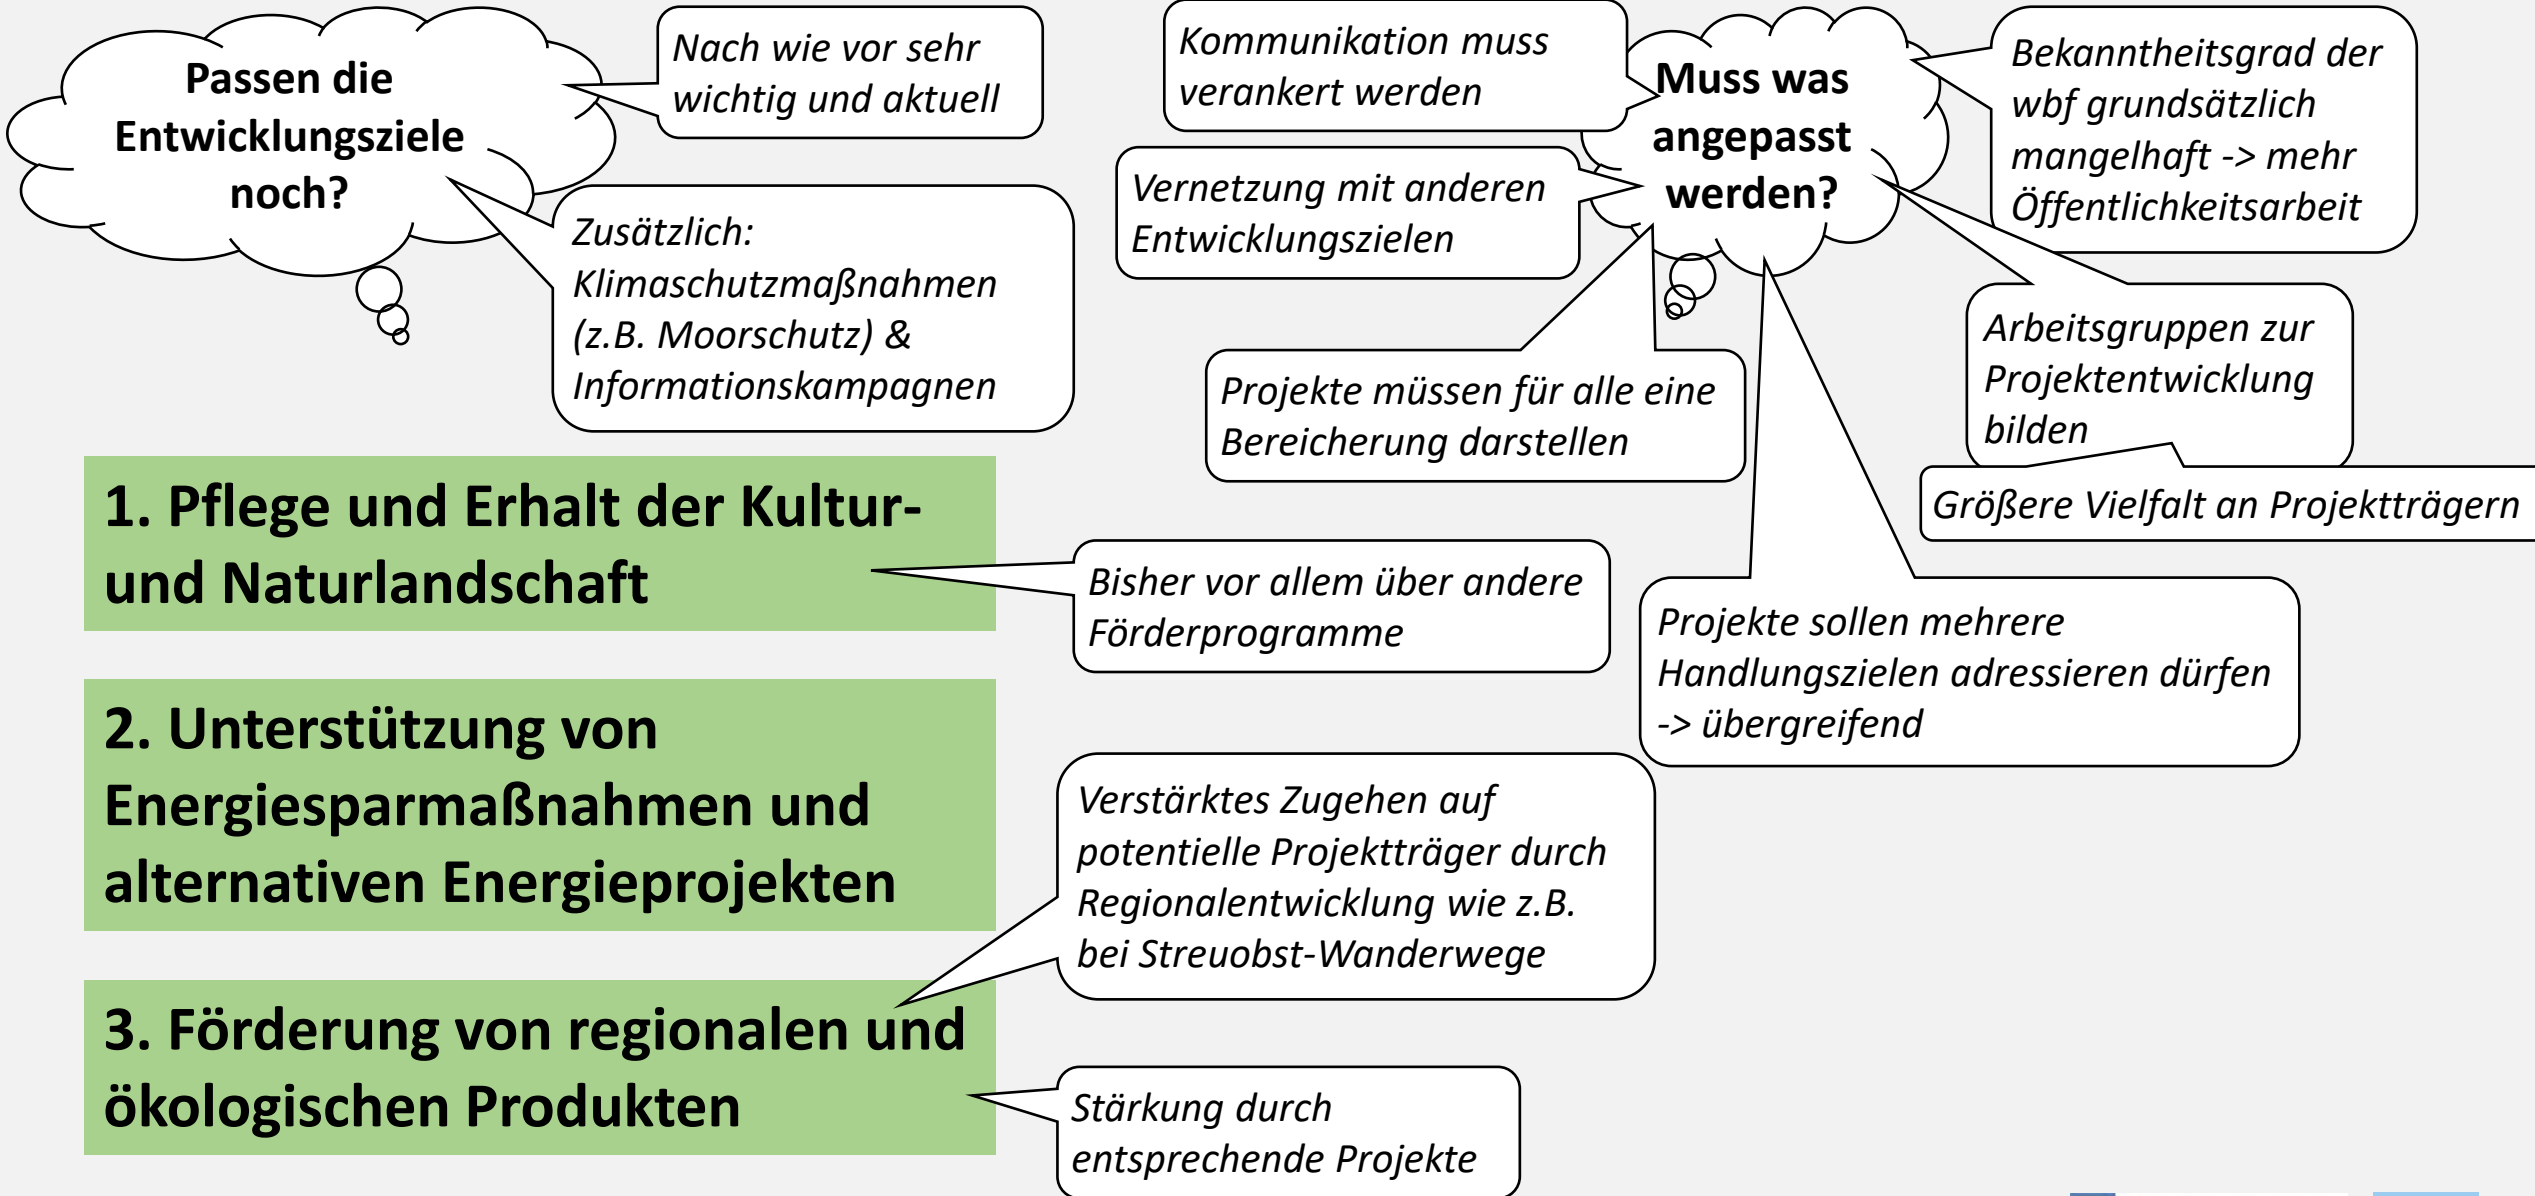 Passen die
Entwicklungsziele
noch?
Nach wie vor sehr
wichtig und aktuell
Zusätzlich:
Klimaschutzmaßnahmen
(z.B. Moorschutz) &
Informationskampagnen
Kommunikation muss
verankert werden
Muss was
angepasst
werden?
Bekanntheitsgrad der
wbf grundsätzlich
mangelhaft -> mehr
Öffentlichkeitsarbeit
Vernetzung mit anderen
Entwicklungszielen
Arbeitsgruppen zur
Projektentwicklung
bilden
Projekte müssen für alle eine
Bereicherung darstellen
Größere Vielfalt an Projektträgern
1. Pflege und Erhalt der Kultur-
und Naturlandschaft
Bisher vor allem über andere
Förderprogramme
Projekte sollen mehrere
Handlungszielen adressieren dürfen
-> übergreifend
2. Unterstützung von
Energiesparmaßnahmen und
alternativen Energieprojekten
Verstärktes Zugehen auf
potentielle Projektträger durch
Regionalentwicklung wie z.B.
bei Streuobst-Wanderwege
3. Förderung von regionalen und
ökologischen Produkten
Stärkung durch
entsprechende Projekte